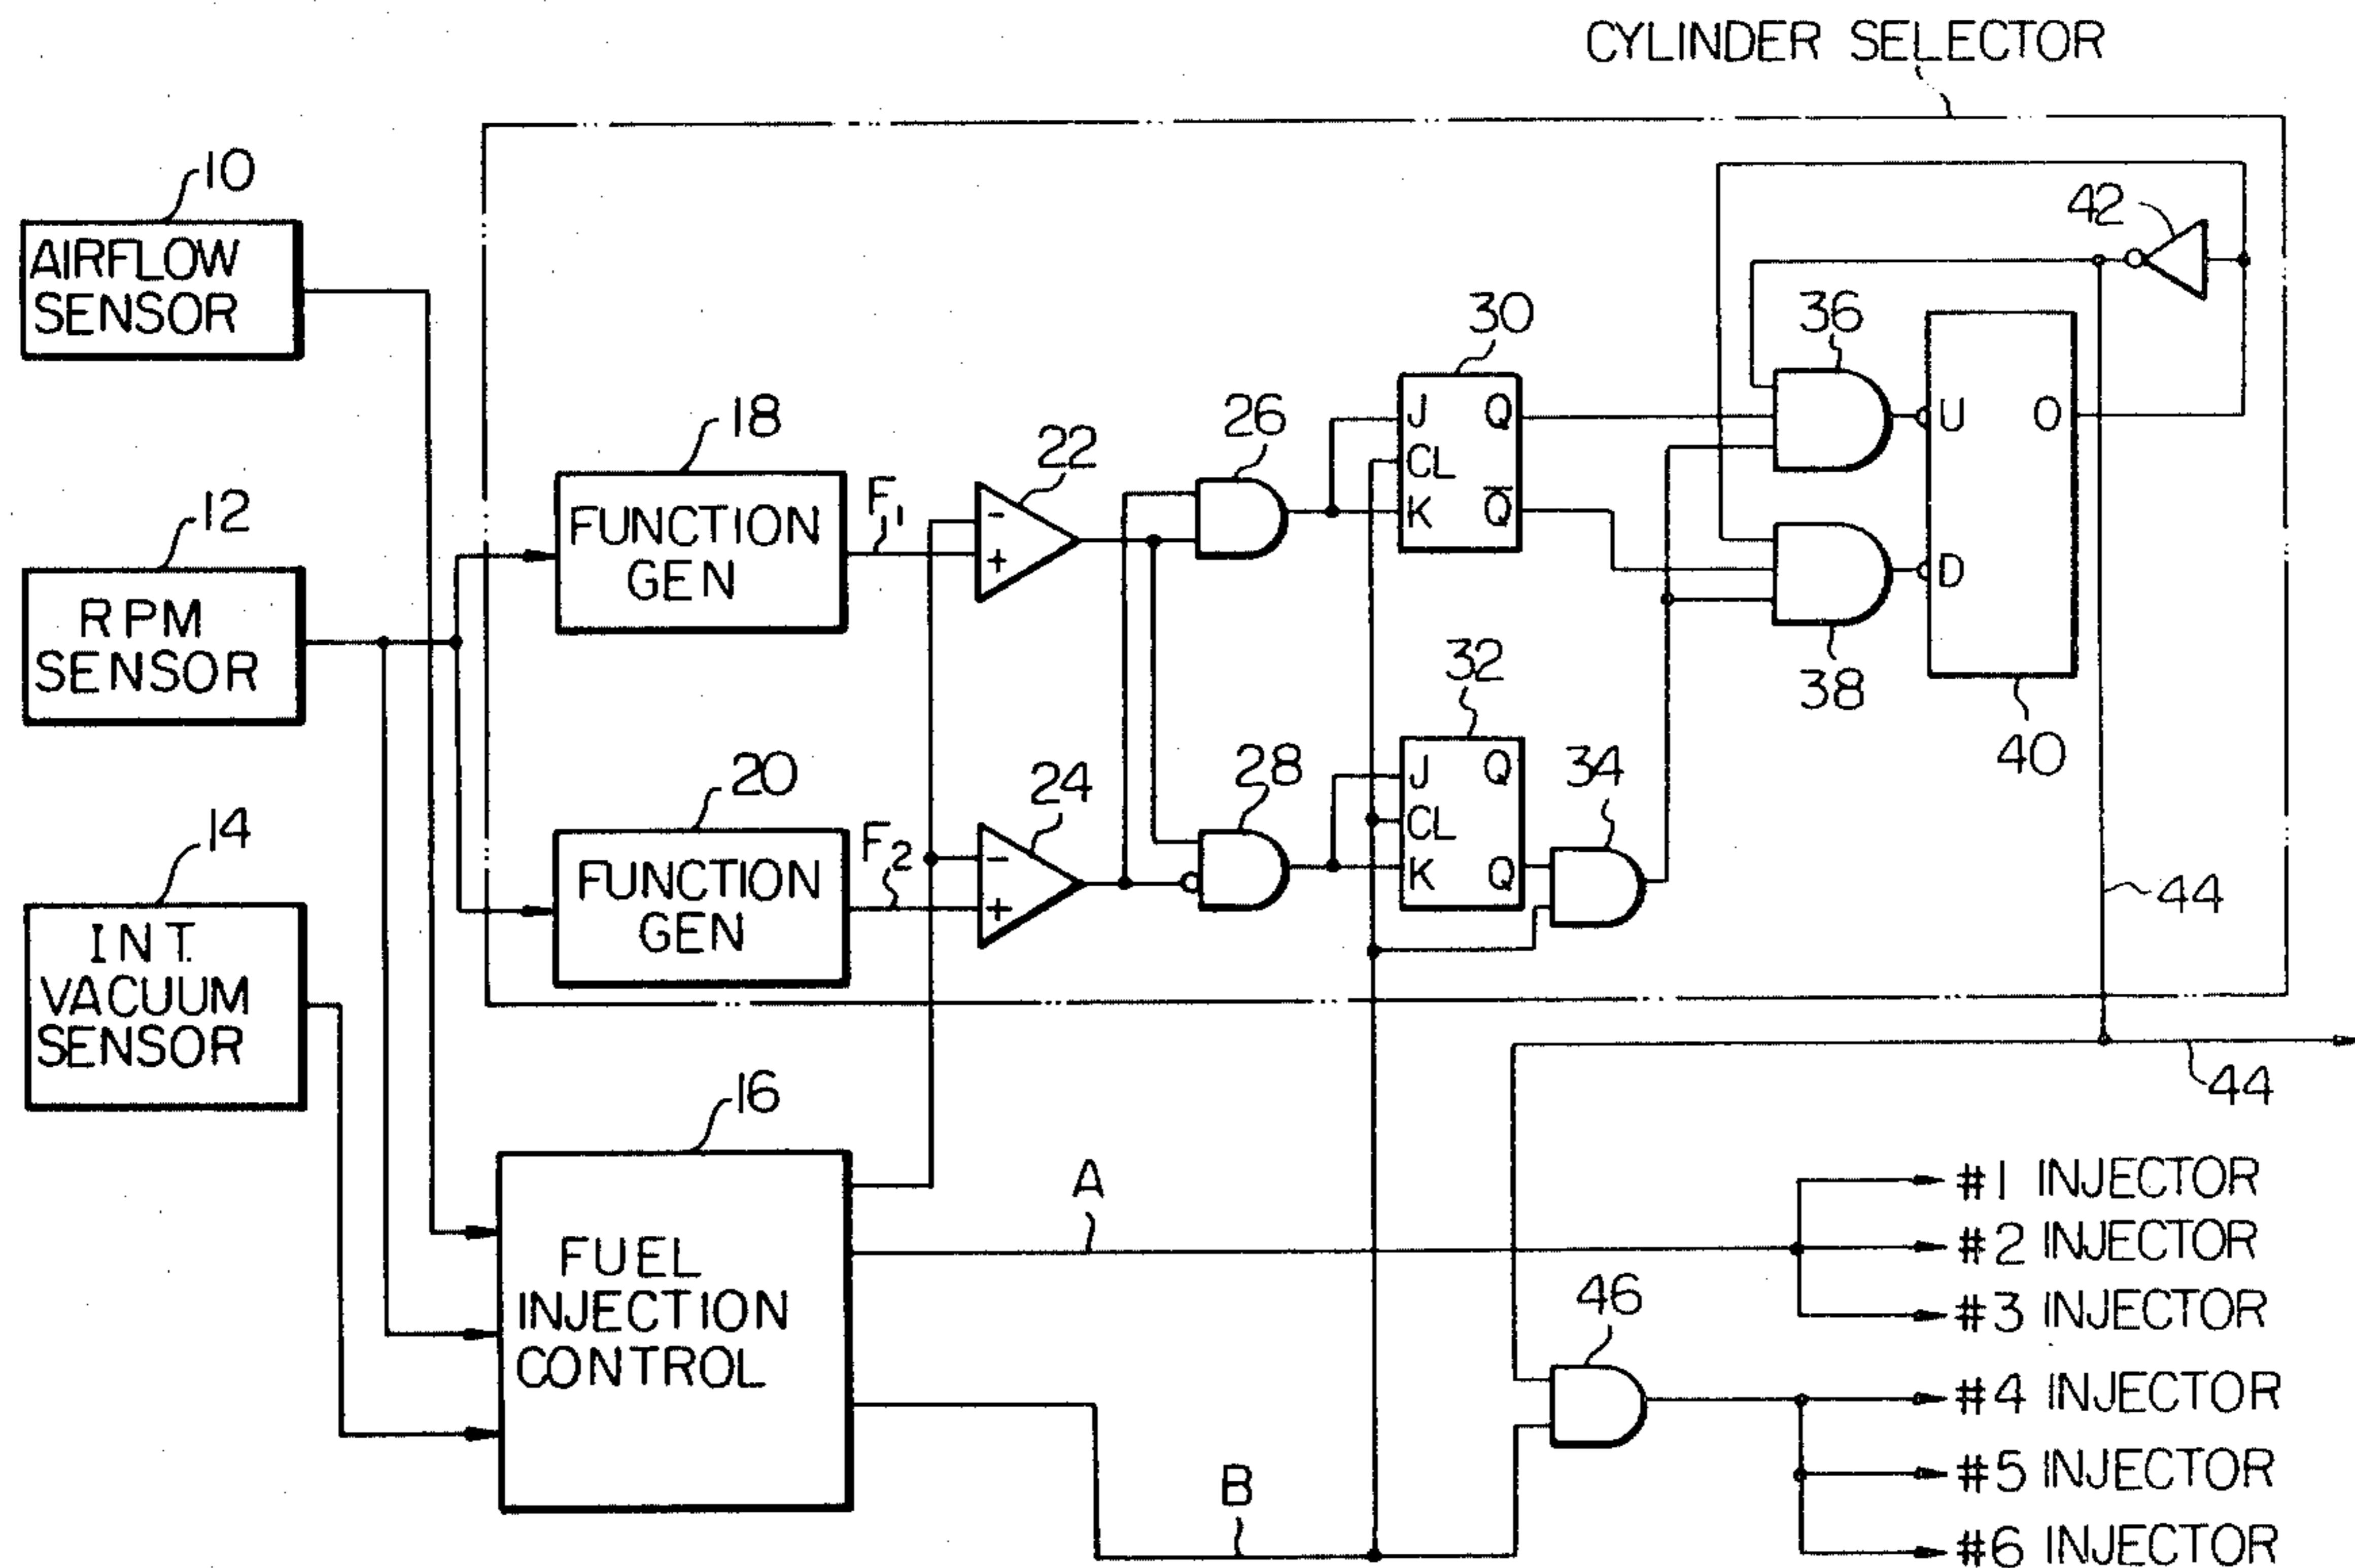 CYLINDER SELECTOR
10
AIRFLOW
SENSOR
12
RPM
SENSOR
14
INT.
VACUUM
SENSOR
16
FUEL
INJECTION
CONTROL
18
FUNCTION
GEN
F1
20
FUNCTION
GEN
F2
22
-
+
24
-
+
26
28
30
J Q
CL
K Q̅
32
J Q
CL
K Q
34
36
38
U O
D
40
42
44
44
A
B
46
#1 INJECTOR
#2 INJECTOR
#3 INJECTOR
#4 INJECTOR
#5 INJECTOR
#6 INJECTOR